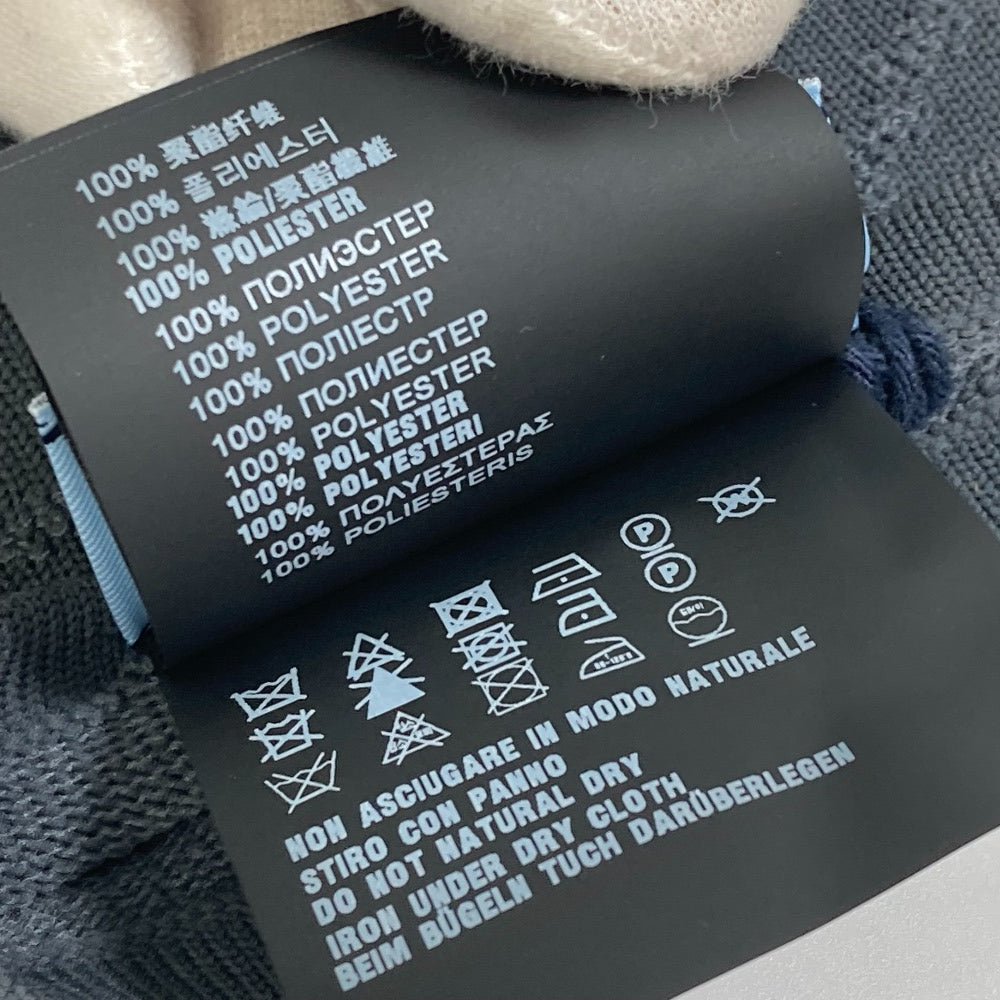 100% 聚酯纤维
100% 폴리에스터
100% 滌綸/聚酯纖維
100% POLIESTER
100% ПОЛИЭСТЕР
100% POLYESTER
100% ПОЛІЕСТР
100% ПОЛИЕСТЕР
100% POLYESTER
100% POLYESTER
100% POLYESTERI
100% ΠΟΛΥΕΣΤΕΡΑΣ
100% POLIESTERIS
P
P
NON ASCIUGARE IN MODO NATURALE
STIRO CON PANNO
DO NOT NATURAL DRY
IRON UNDER DRY CLOTH
BEIM BÜGELN TUCH DARÜBERLEGEN